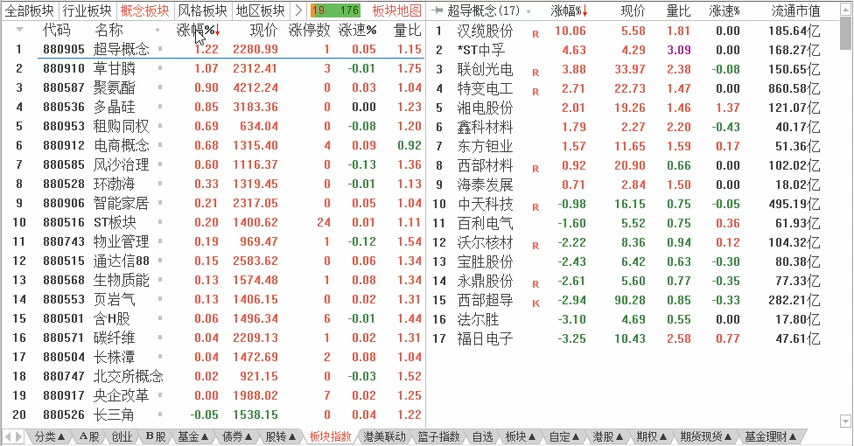 全部板块 行业板块 概念板块 风格板块 地区板块 19 176 板块地图
代码 名称 涨幅%↓ 现价 涨停数 涨速% 量比
1 880905 超导概念 1.22 2280.99 1 0.05 1.15
2 880910 草甘膦 1.07 2312.41 3 -0.01 1.75
3 880587 聚氨酯 0.90 4212.24 0 0.03 1.04
4 880536 多晶硅 0.85 3183.36 0 0.00 1.23
5 880953 租购同权 0.69 634.04 0 -0.08 1.20
6 880912 电商概念 0.68 1315.40 4 0.09 0.92
7 880585 风沙治理 0.60 1116.37 0 -0.13 1.36
8 880528 环渤海 0.33 1319.45 0 -0.01 1.13
9 880906 智能家居 0.21 2317.05 0 0.05 1.04
10 880516 ST板块 0.20 1400.62 24 0.01 1.11
11 880743 物业管理 0.19 969.47 1 -0.12 1.54
12 880515 通达信88 0.15 2583.62 0 0.06 1.34
13 880568 生物质能 0.13 1574.48 1 0.08 1.34
14 880553 页岩气 0.13 1406.15 0 0.02 1.31
15 880501 含H股 0.06 1496.34 6 -0.01 1.44
16 880571 碳纤维 0.04 2209.13 1 0.02 1.31
17 880504 长株潭 0.04 1472.69 2 0.08 1.04
18 880747 北交所概念 0.02 921.15 0 -0.03 1.52
19 880917 央企改革 0.00 1988.02 7 0.02 1.25
20 880526 长三角 -0.05 1538.15 0 0.04 1.22
超导概念(17) 涨幅%↓ 现价 量比 涨速% 流通市值
1 汉缆股份 R 10.06 5.58 1.81 0.00 185.64亿
2 *ST中孚 4.63 4.29 3.09 0.00 168.27亿
3 联创光电 R 3.88 33.97 2.38 -0.08 150.65亿
4 特变电工 R 2.71 22.73 1.47 0.00 860.58亿
5 湘电股份 2.01 19.26 1.46 1.37 121.07亿
6 鑫科材料 1.79 2.27 2.20 -0.43 40.17亿
7 东方钽业 1.57 11.65 1.59 0.17 51.36亿
8 西部材料 R 0.92 20.90 0.66 0.00 102.02亿
9 海泰发展 0.71 2.84 1.50 0.00 18.02亿
10 中天科技 R -0.98 16.15 0.75 -0.05 495.19亿
11 百利电气 -1.60 5.52 0.75 0.36 61.93亿
12 沃尔核材 R -2.22 8.36 0.94 0.12 104.32亿
13 宝胜股份 -2.43 6.42 0.63 -0.30 80.38亿
14 永鼎股份 R -2.61 5.60 0.77 -0.35 77.33亿
15 西部超导 K -2.94 90.28 0.85 -0.33 282.21亿
16 法尔胜 -3.10 4.69 0.55 0.00 17.80亿
17 福日电子 -3.25 10.43 2.58 0.77 47.61亿
分类▲ A股 创业 B股 基金▲ 债券▲ 股转▲ 板块指数 港美联动 篮子指数 自选 板块▲ 自定▲ 港股▲ 期权▲ 期货现货▲ 基金理财▲